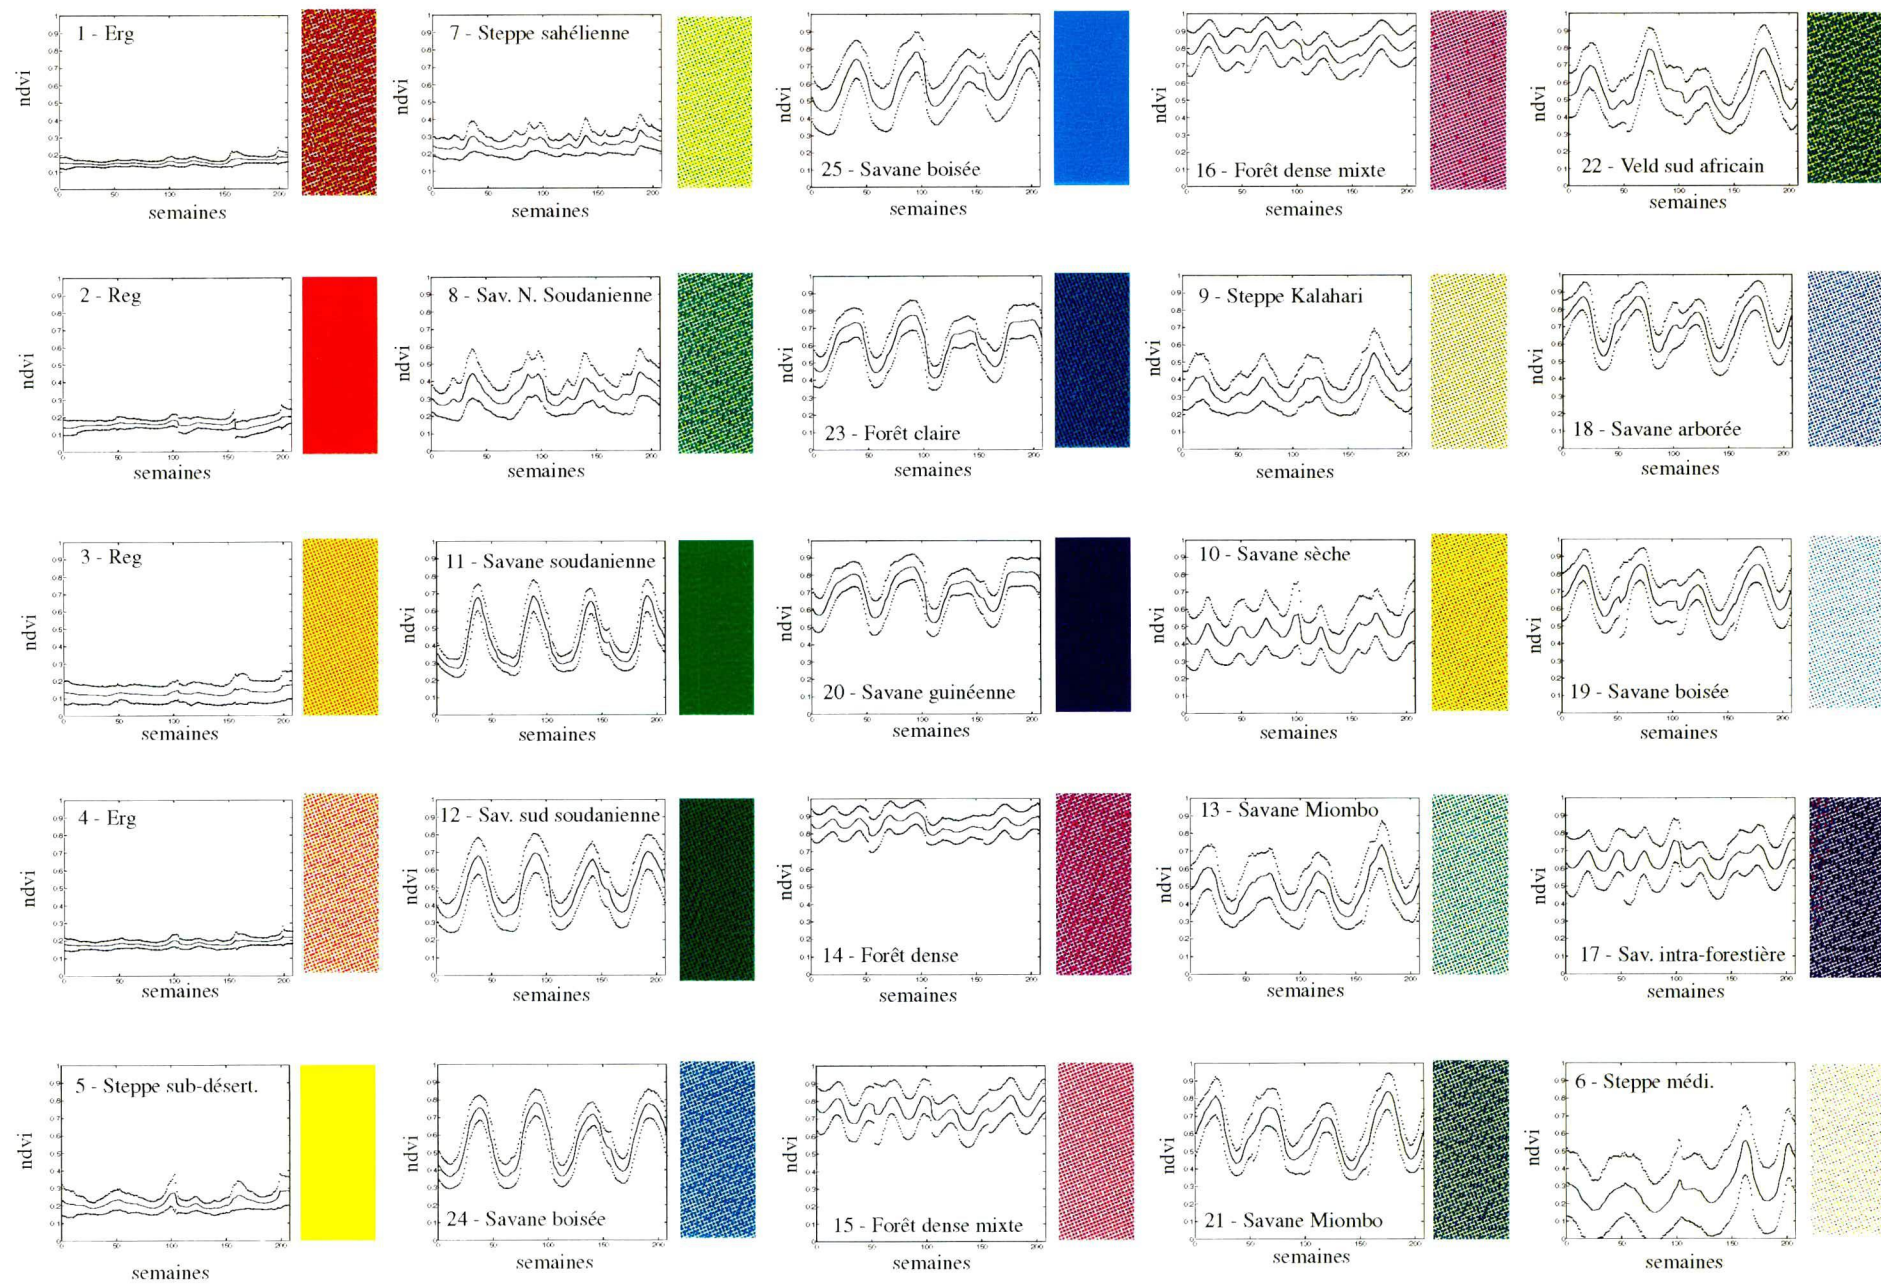 1 - Erg
ndvi
semaines
7 - Steppe sahélienne
ndvi
semaines
25 - Savane boisée
ndvi
semaines
16 - Forêt dense mixte
ndvi
semaines
22 - Veld sud africain
ndvi
semaines
2 - Reg
ndvi
semaines
8 - Sav. N. Soudanienne
ndvi
semaines
23 - Forêt claire
ndvi
semaines
9 - Steppe Kalahari
ndvi
semaines
18 - Savane arborée
ndvi
semaines
3 - Reg
ndvi
semaines
11 - Savane soudanienne
ndvi
semaines
20 - Savane guinéenne
ndvi
semaines
10 - Savane sèche
ndvi
semaines
19 - Savane boisée
ndvi
semaines
4 - Erg
ndvi
semaines
12 - Sav. sud soudanienne
ndvi
semaines
14 - Forêt dense
ndvi
semaines
13 - Savane Miombo
ndvi
semaines
17 - Sav. intra-forestière
ndvi
semaines
5 - Steppe sub-désert.
ndvi
semaines
24 - Savane boisée
ndvi
semaines
15 - Forêt dense mixte
ndvi
semaines
21 - Savane Miombo
ndvi
semaines
6 - Steppe médi.
ndvi
semaines